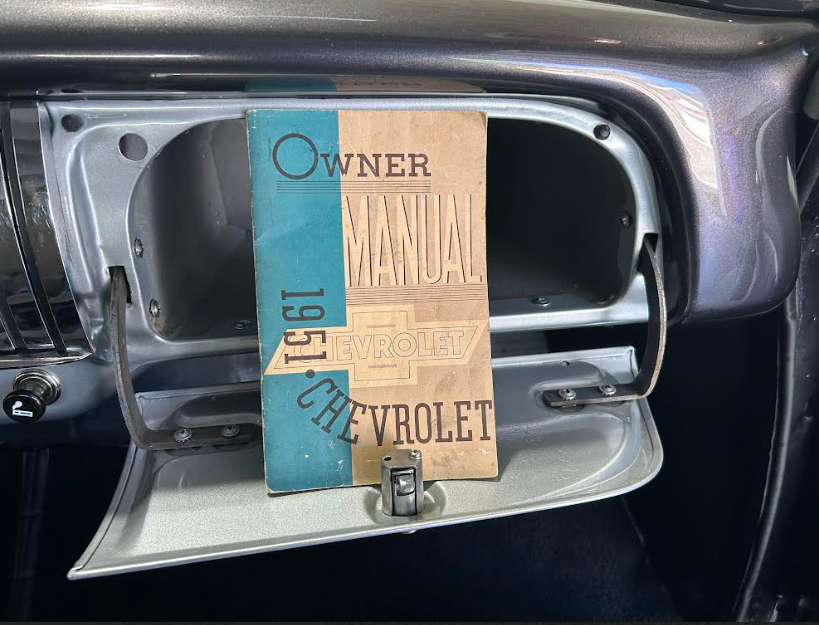 OWNER
MANUAL
CHEVROLET
1951·CHEVROLET